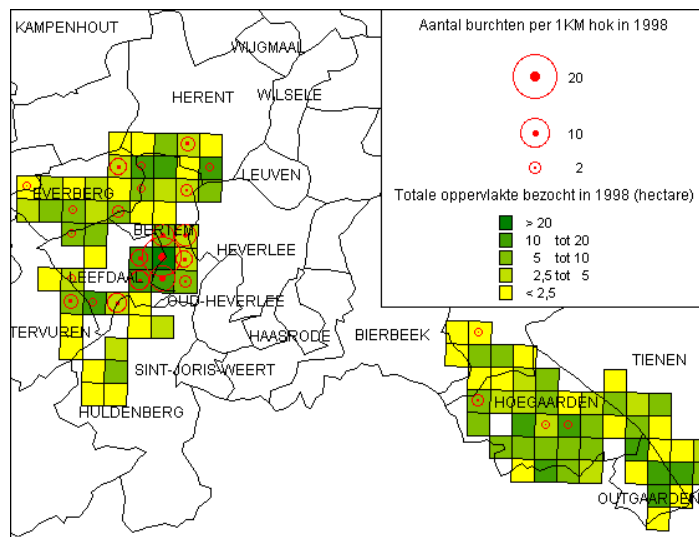 KAMPENHOUT
WIJGMAAL
HERENT
WILSELE
LEUVEN
EVERBERG
BERTEM
HEVERLEE
LEEFDAAL
OUD-HEVERLEE
TERVUREN
HAASRODE
BIERBEEK
SINT-JORIS-WEERT
TIENEN
HULDENBERG
HOEGAARDEN
OUTGAARDEN
Aantal burchten per 1KM hok in 1998
20
10
2
Totale oppervlakte bezocht in 1998 (hectare)
> 20
10 tot 20
5 tot 10
2,5 tot 5
< 2,5